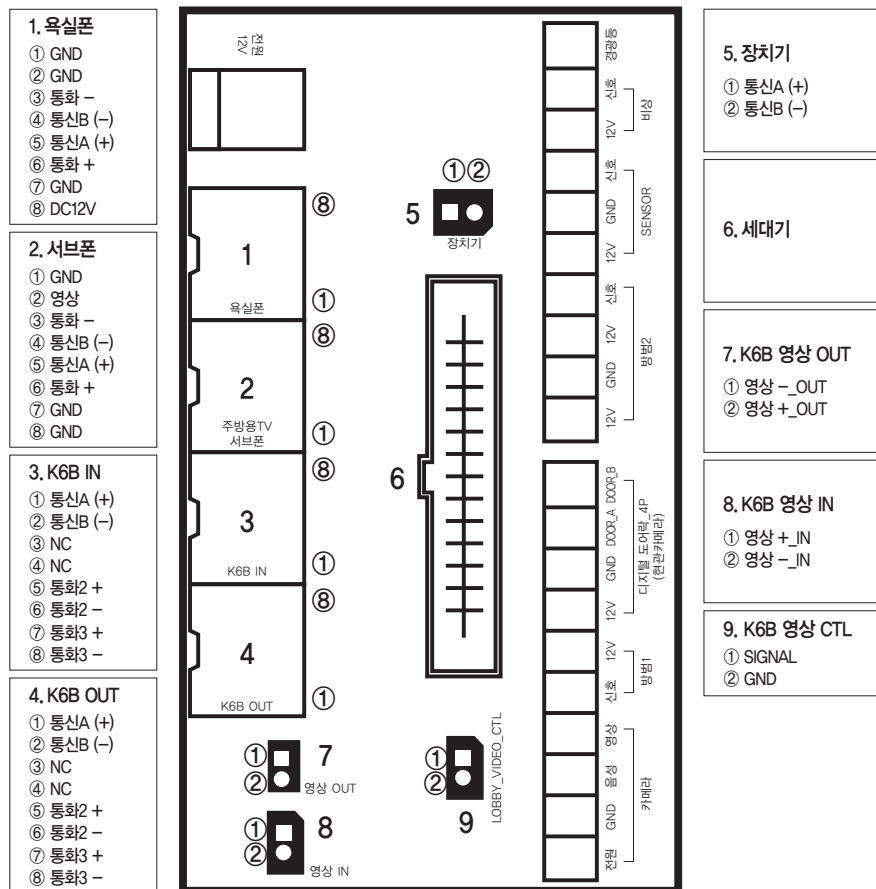 1. 욕실폰
① GND
② GND
③ 통화 −
④ 통신B (−)
⑤ 통신A (+)
⑥ 통화 +
⑦ GND
⑧ DC12V
2. 서브폰
① GND
② 영상
③ 통화 −
④ 통신B (−)
⑤ 통신A (+)
⑥ 통화 +
⑦ GND
⑧ GND
3. K6B IN
① 통신A (+)
② 통신B (−)
③ NC
④ NC
⑤ 통화2 +
⑥ 통화2 −
⑦ 통화3 +
⑧ 통화3 −
4. K6B OUT
① 통신A (+)
② 통신B (−)
③ NC
④ NC
⑤ 통화2 +
⑥ 통화2 −
⑦ 통화3 +
⑧ 통화3 −
전원
12V
⑧
1
욕실폰
①
⑧
2
주방용TV
서브폰
①
⑧
3
K6B IN
①
⑧
4
K6B OUT
①
①②
5
장치기
6
①
②
7
영상 OUT
①
②
8
영상 IN
①
②
9
LOBBY_VIDEO_CTL
경광등
신호
12V
비상
신호
GND
12V
SENSOR
신호
12V
GND
12V
방범2
DOOR_B
DOOR_A
GND
12V
디지털 도어락_4P
(현관카메라)
12V
신호
방범1
영상
음성
GND
전원
카메라
5. 장치기
① 통신A (+)
② 통신B (−)
6. 세대기
7. K6B 영상 OUT
① 영상 −_OUT
② 영상 +_OUT
8. K6B 영상 IN
① 영상 +_IN
② 영상 −_IN
9. K6B 영상 CTL
① SIGNAL
② GND